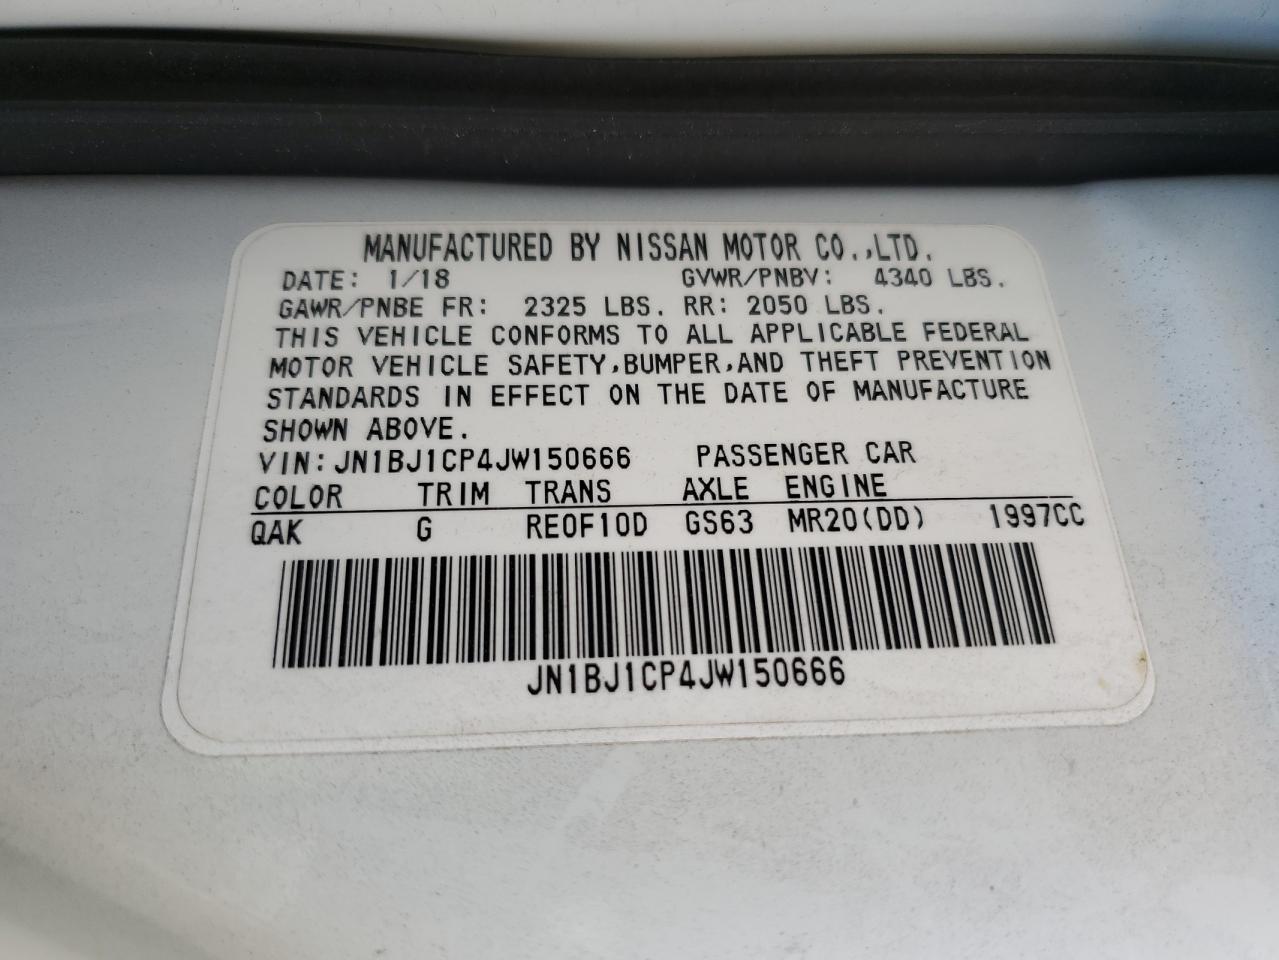 MANUFACTURED BY NISSAN MOTOR CO.,LTD.
DATE: 1/18 GVWR/PNBV: 4340 LBS.
GAWR/PNBE FR: 2325 LBS. RR: 2050 LBS.
THIS VEHICLE CONFORMS TO ALL APPLICABLE FEDERAL
MOTOR VEHICLE SAFETY,BUMPER,AND THEFT PREVENTION
STANDARDS IN EFFECT ON THE DATE OF MANUFACTURE
SHOWN ABOVE.
VIN:JN1BJ1CP4JW150666 PASSENGER CAR
COLOR TRIM TRANS AXLE ENGINE
QAK G RE0F10D GS63 MR20(DD) 1997CC
JN1BJ1CP4JW150666